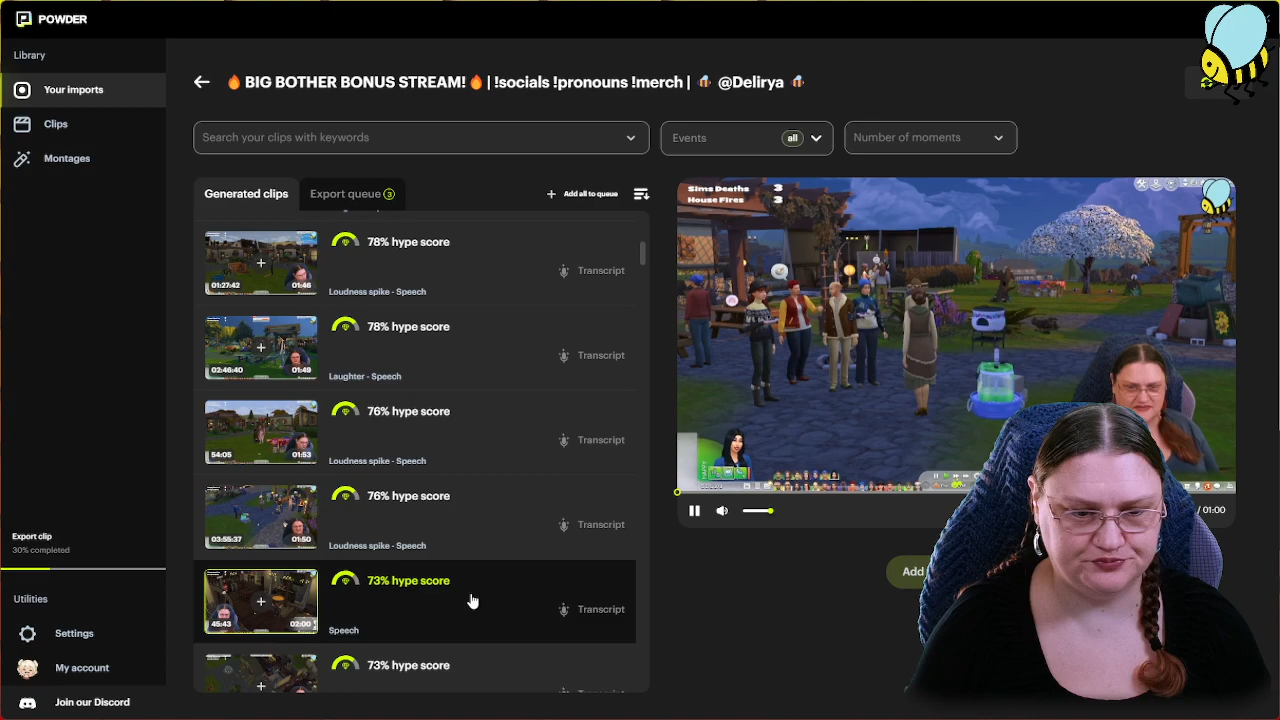 POWDER
Library
Your imports
Clips
Montages
Export clip
30% completed
Utilities
Settings
My account
Join our Discord
🔥 BIG BOTHER BONUS STREAM! 🔥 | !socials !pronouns !merch | 🐝 @Delirya 🐝
Search your clips with keywords
Events all
Number of moments
Generated clips
Export queue 3
+ Add all to queue
78% hype score
Transcript
01:27:42 01:46
Loudness spike - Speech
78% hype score
Transcript
02:46:40 01:49
Laughter - Speech
76% hype score
Transcript
54:05 01:53
Loudness spike - Speech
76% hype score
Transcript
03:55:37 01:50
Loudness spike - Speech
73% hype score
Transcript
45:43 02:00
Speech
73% hype score
Sims Deaths 3
House Fires 3
HAPPY
/ 01:00
Add